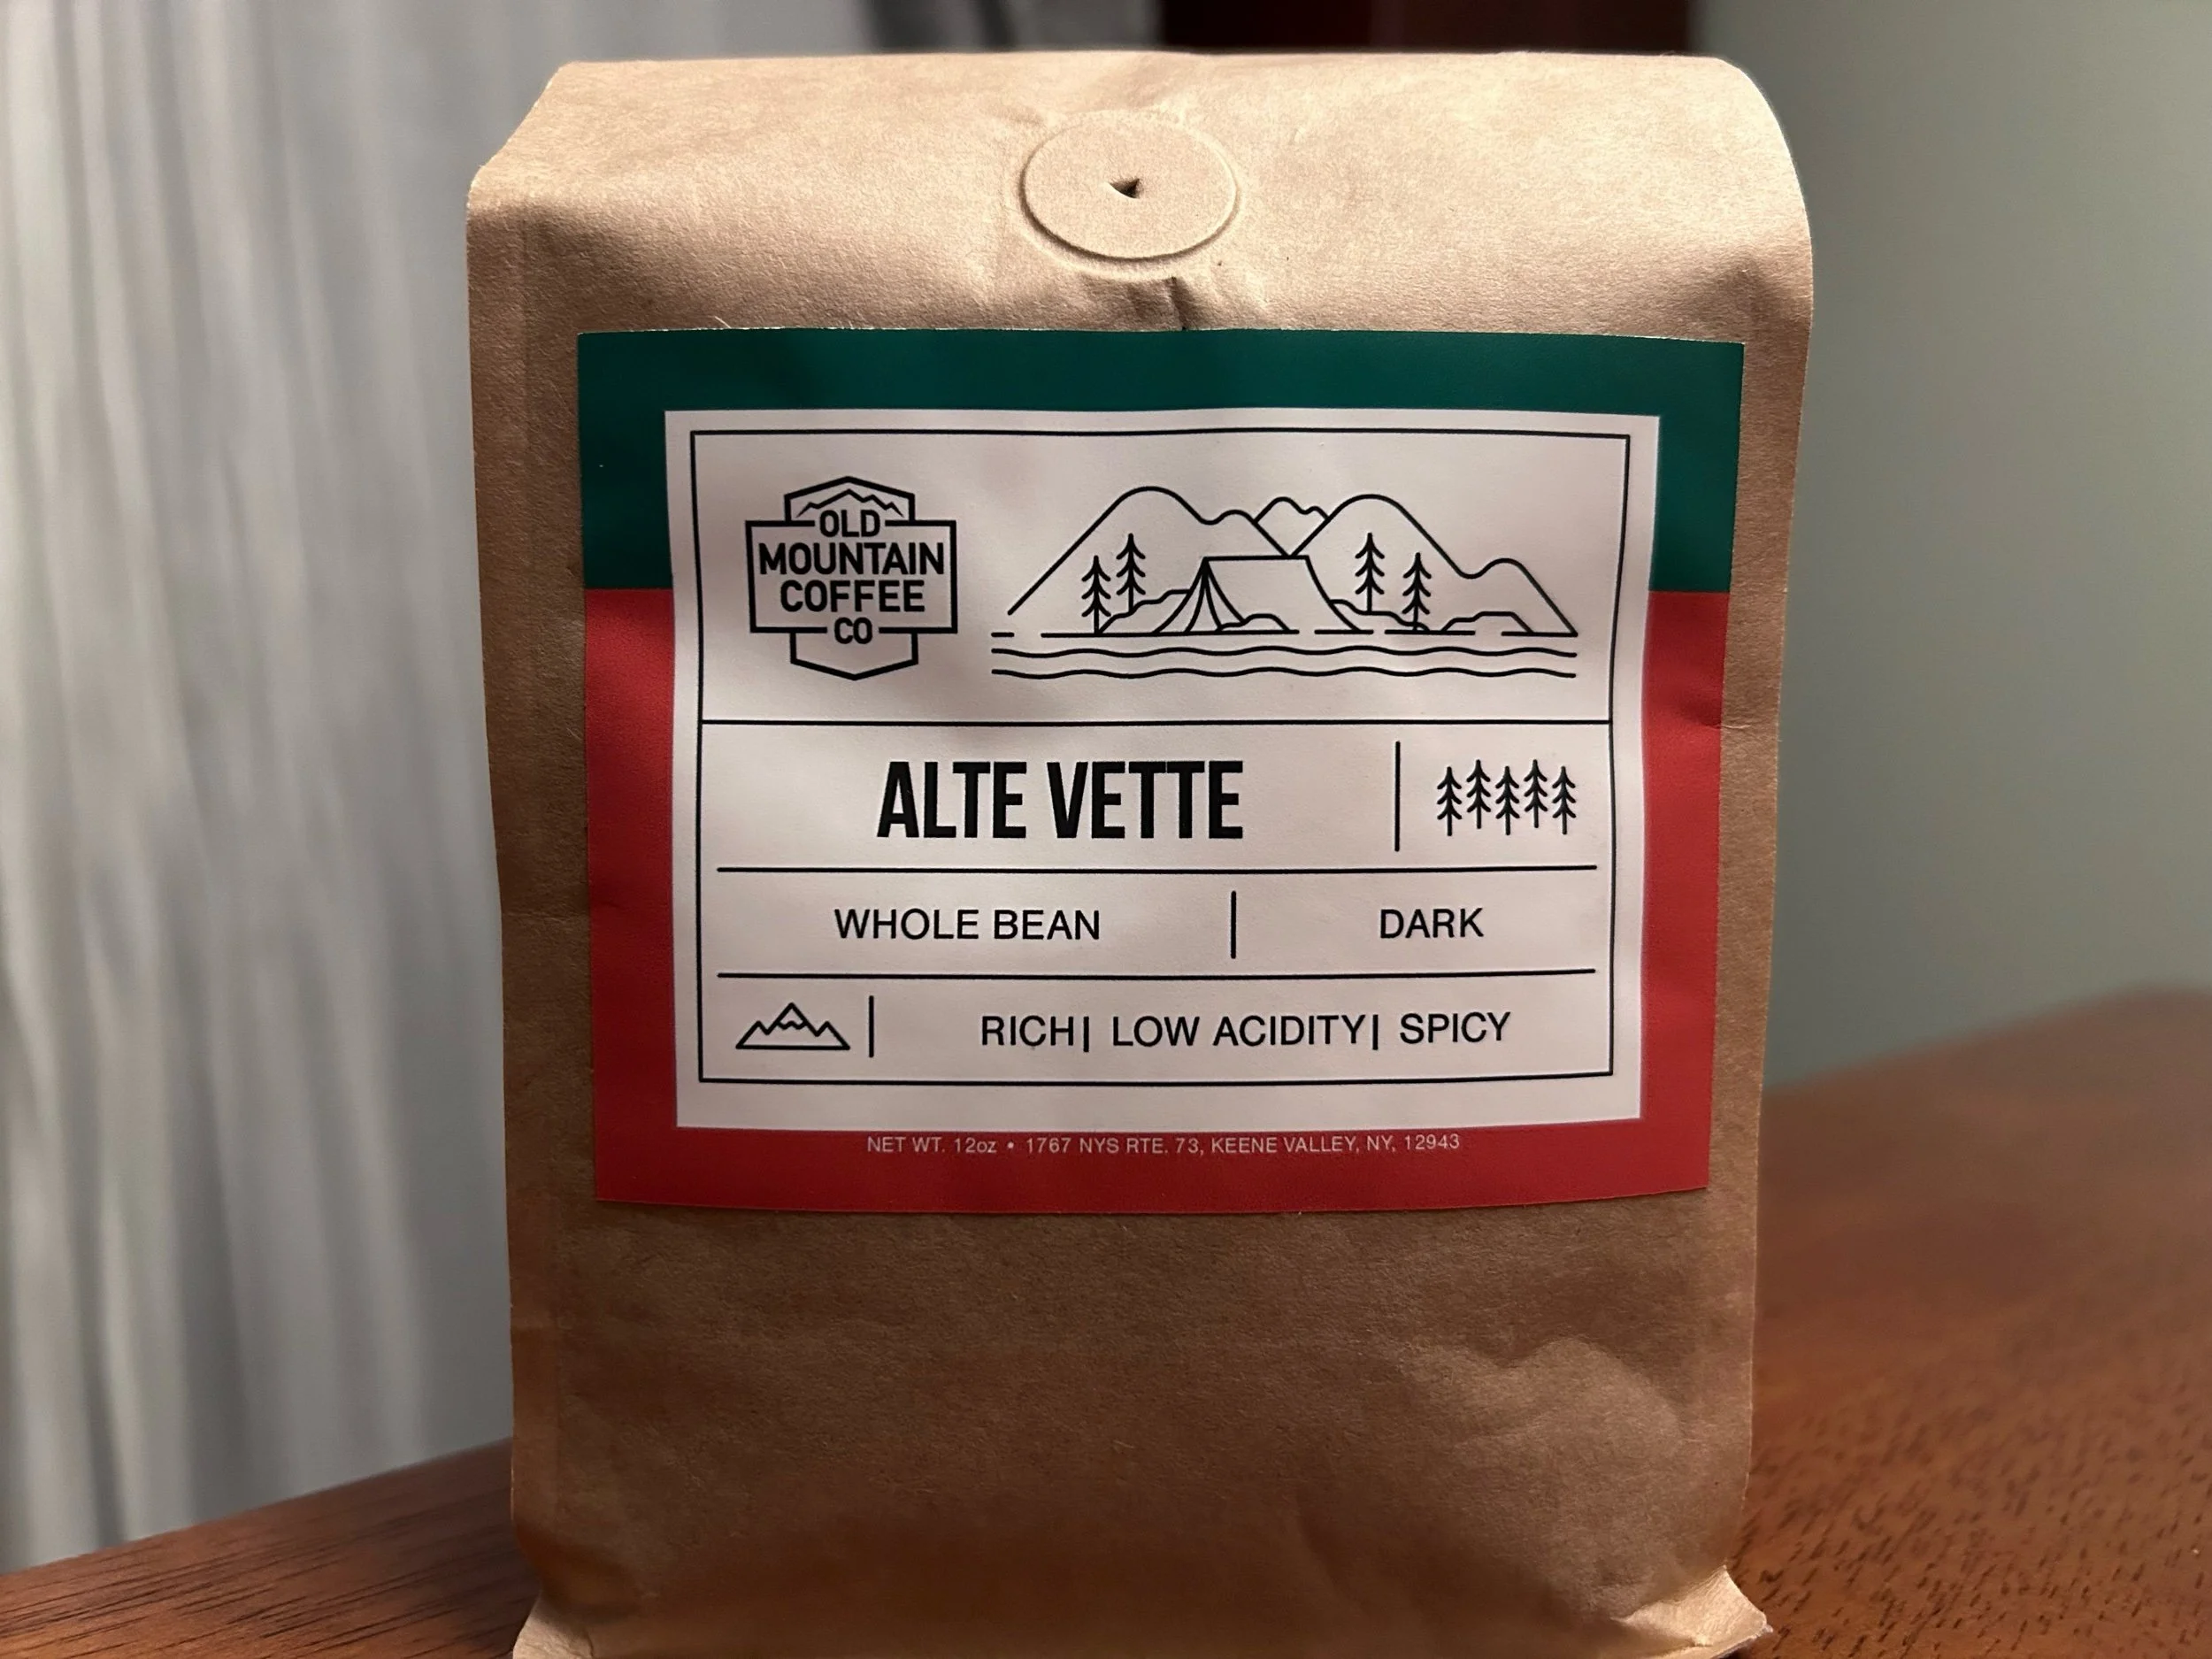 OLD
MOUNTAIN
COFFEE
CO
ALTE VETTE
WHOLE BEAN | DARK
RICH| LOW ACIDITY| SPICY
NET WT. 12oz • 1767 NYS RTE. 73, KEENE VALLEY, NY, 12943